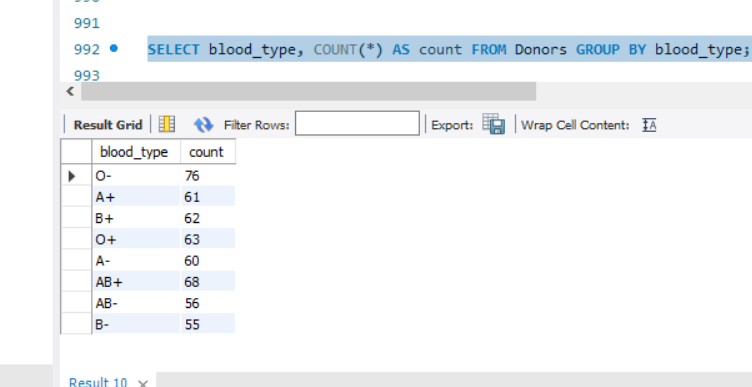 991
992 SELECT blood_type, COUNT(*) AS count FROM Donors GROUP BY blood_type;
993
Result Grid Filter Rows: Export: Wrap Cell Content: IA
blood_type count
O- 76
A+ 61
B+ 62
O+ 63
A- 60
AB+ 68
AB- 56
B- 55
Result 10